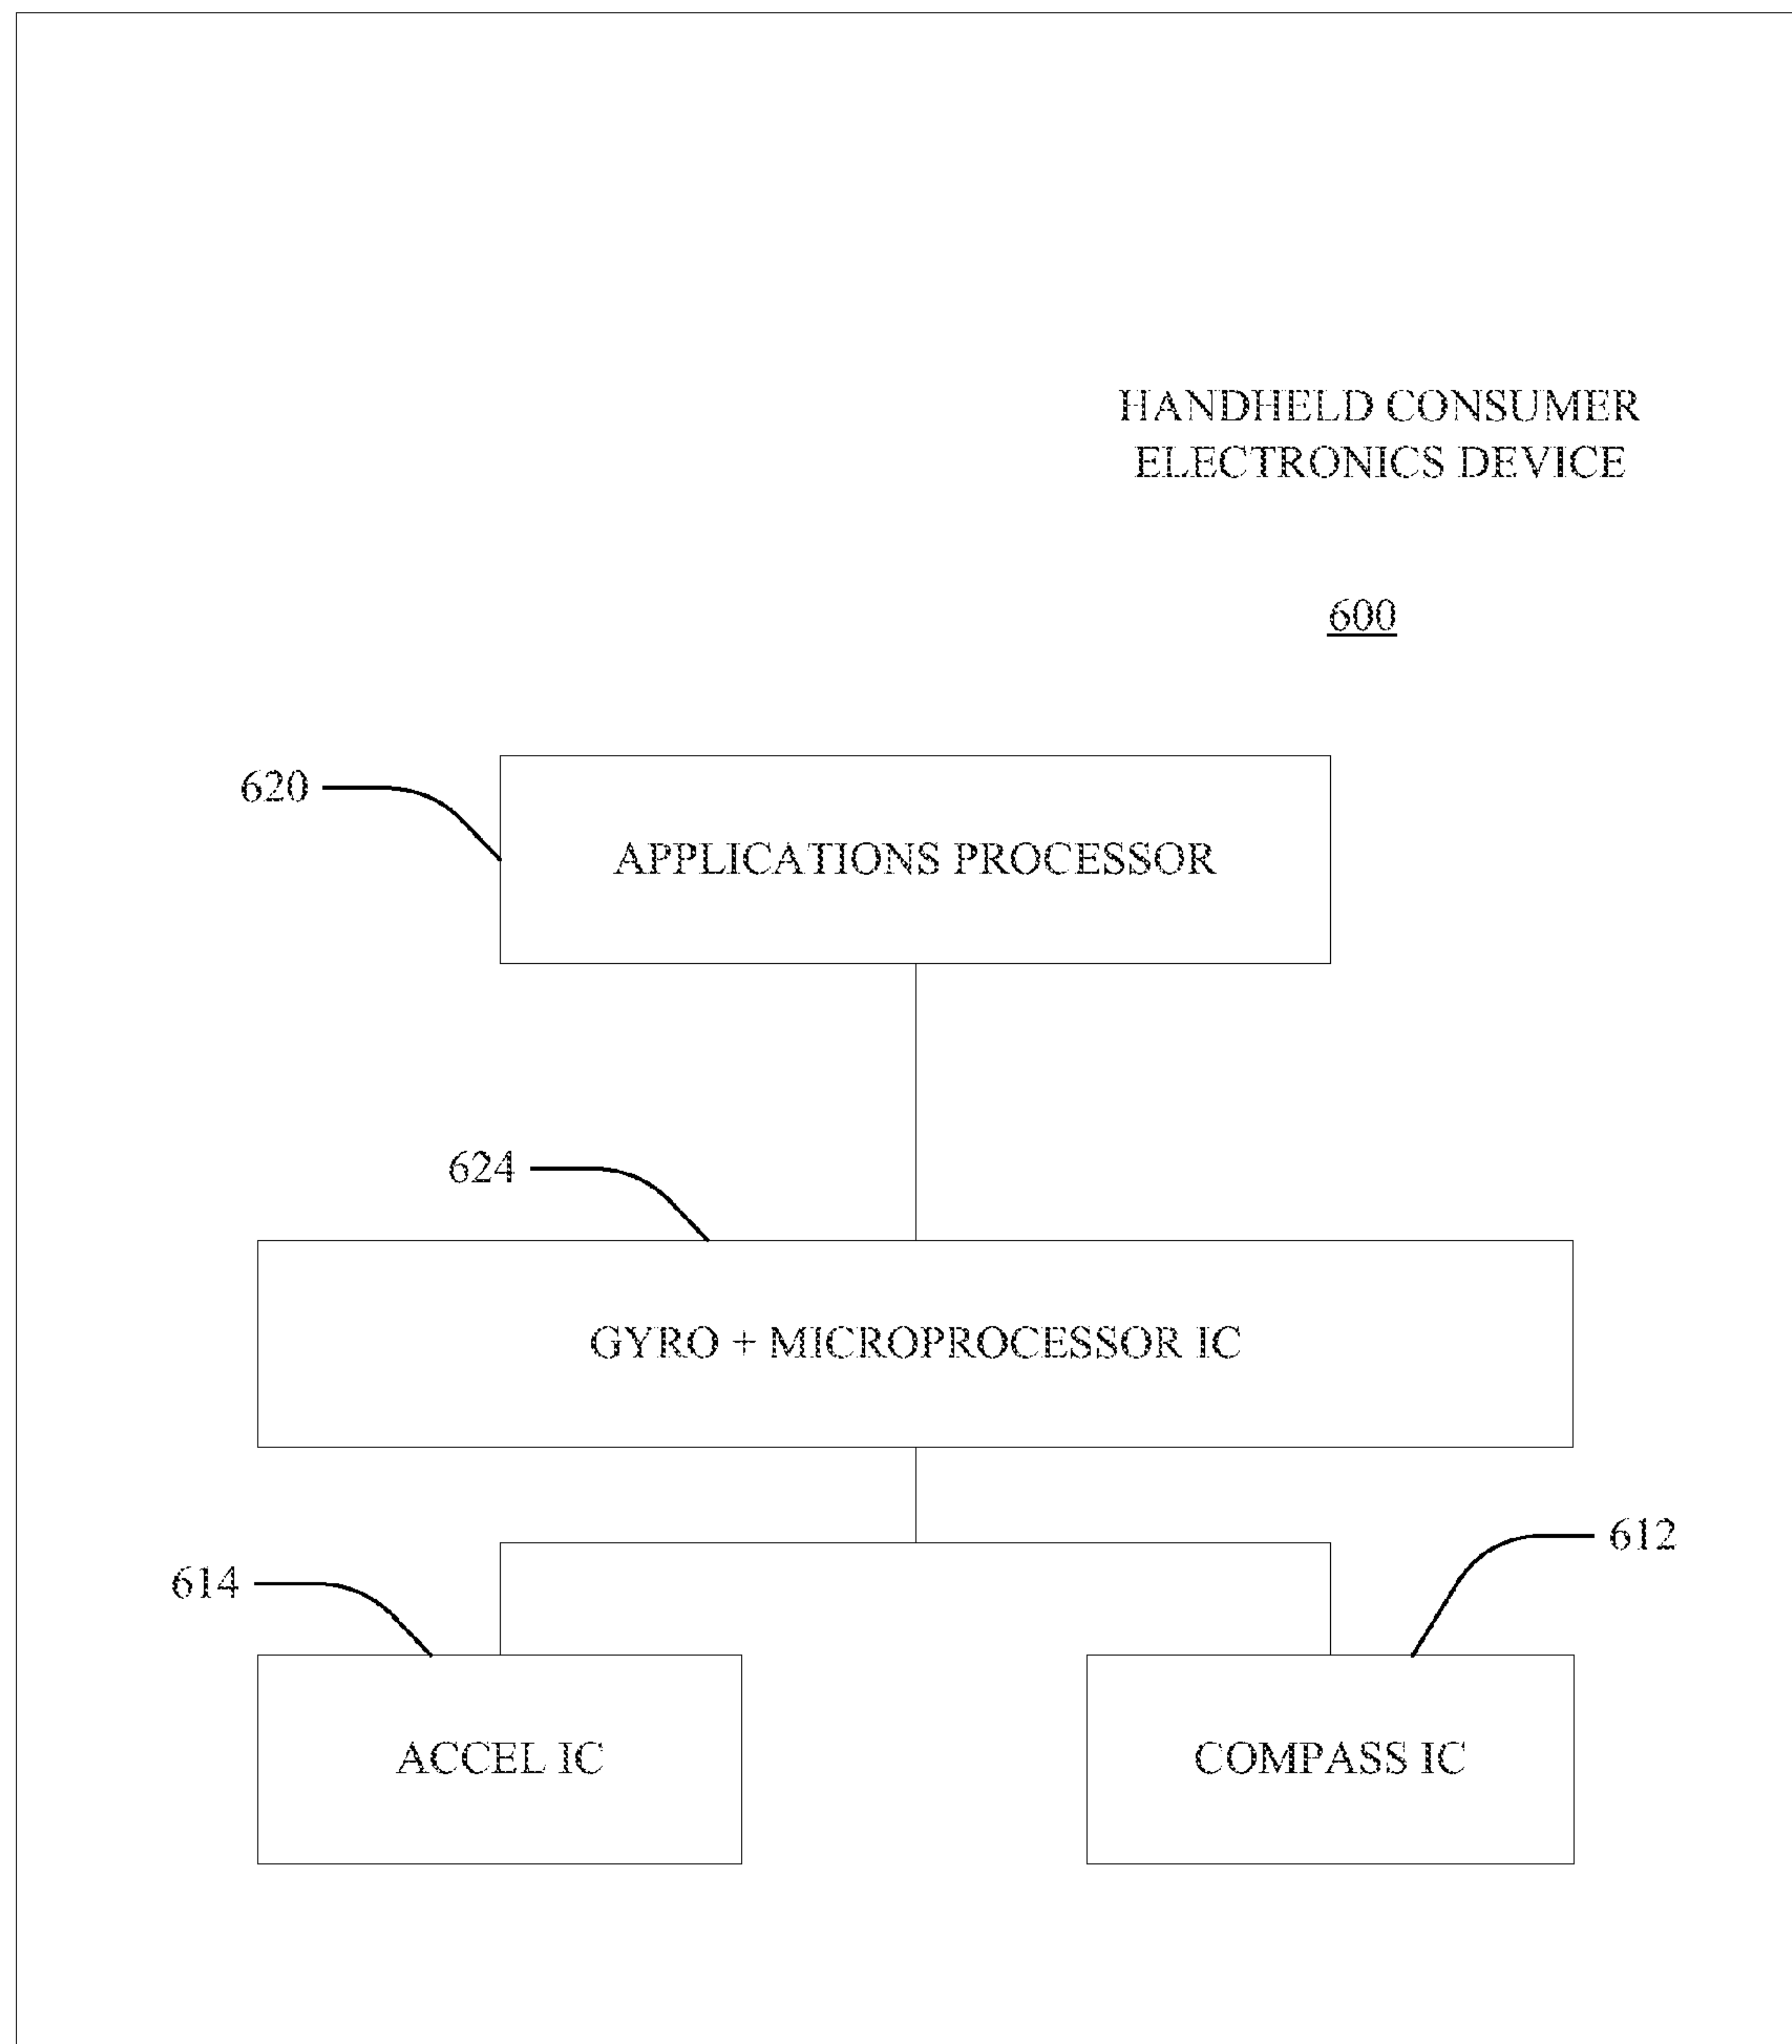 HANDHELD CONSUMER
ELECTRONICS DEVICE
600
620
APPLICATIONS PROCESSOR
624
GYRO + MICROPROCESSOR IC
612
614
ACCEL IC
COMPASS IC